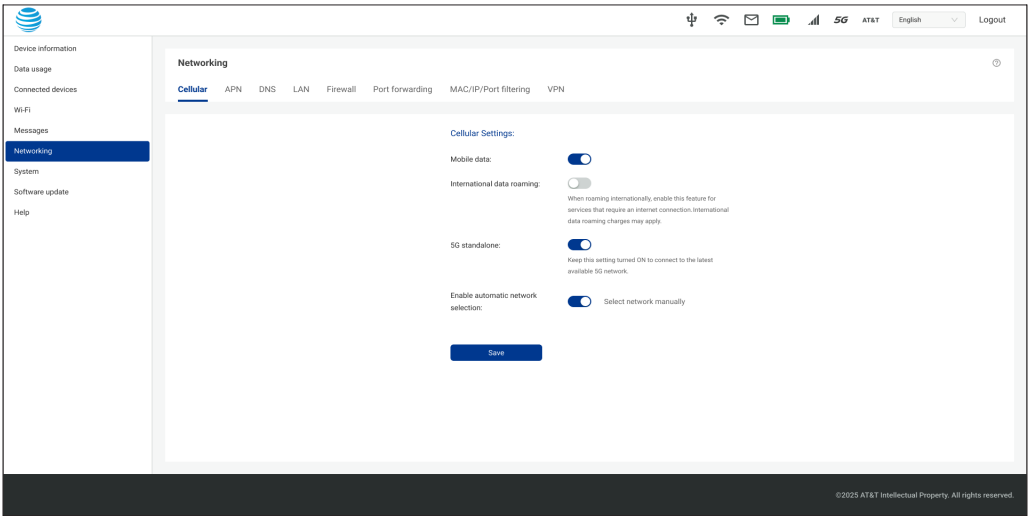 5G AT&T English Logout
Device information
Data usage
Connected devices
Wi-Fi
Messages
Networking
System
Software update
Help
Networking
Cellular APN DNS LAN Firewall Port forwarding MAC/IP/Port filtering VPN
Cellular Settings:
Mobile data:
International data roaming:
When roaming internationally, enable this feature for
services that require an internet connection. International
data roaming charges may apply.
5G standalone:
Keep this setting turned ON to connect to the latest
available 5G network.
Enable automatic network
selection:
Select network manually
Save
©2025 AT&T Intellectual Property. All rights reserved.